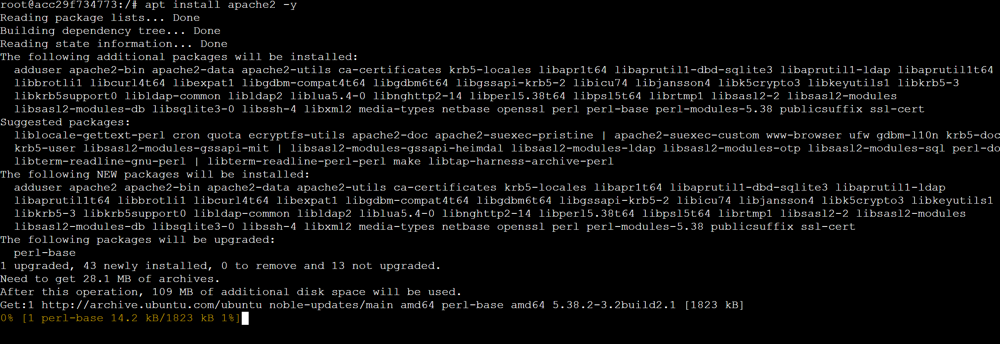 root@acc29f734773:/# apt install apache2 -y
Reading package lists... Done
Building dependency tree... Done
Reading state information... Done
The following additional packages will be installed:
  adduser apache2-bin apache2-data apache2-utils ca-certificates krb5-locales libapr1t64 libaprutil1-dbd-sqlite3 libaprutil1-ldap libaprutil1t64
  libbrotli1 libcurl4t64 libexpat1 libgdbm-compat4t64 libgdbm6t64 libgssapi-krb5-2 libicu74 libjansson4 libk5crypto3 libkeyutils1 libkrb5-3
  libkrb5support0 libldap-common libldap2 liblua5.4-0 libnghttp2-14 libperl5.38t64 libpsl5t64 librtmp1 libsasl2-2 libsasl2-modules
  libsasl2-modules-db libsqlite3-0 libssh-4 libxml2 media-types netbase openssl perl perl-base perl-modules-5.38 publicsuffix ssl-cert
Suggested packages:
  liblocale-gettext-perl cron quota ecryptfs-utils apache2-doc apache2-suexec-pristine | apache2-suexec-custom www-browser ufw gdbm-l10n krb5-doc
  krb5-user libsasl2-modules-gssapi-mit | libsasl2-modules-gssapi-heimdal libsasl2-modules-ldap libsasl2-modules-otp libsasl2-modules-sql perl-do
  libterm-readline-gnu-perl | libterm-readline-perl-perl make libtap-harness-archive-perl
The following NEW packages will be installed:
  adduser apache2 apache2-bin apache2-data apache2-utils ca-certificates krb5-locales libapr1t64 libaprutil1-dbd-sqlite3 libaprutil1-ldap
  libaprutil1t64 libbrotli1 libcurl4t64 libexpat1 libgdbm-compat4t64 libgdbm6t64 libgssapi-krb5-2 libicu74 libjansson4 libk5crypto3 libkeyutils1
  libkrb5-3 libkrb5support0 libldap-common libldap2 liblua5.4-0 libnghttp2-14 libperl5.38t64 libpsl5t64 librtmp1 libsasl2-2 libsasl2-modules
  libsasl2-modules-db libsqlite3-0 libssh-4 libxml2 media-types netbase openssl perl perl-modules-5.38 publicsuffix ssl-cert
The following packages will be upgraded:
  perl-base
1 upgraded, 43 newly installed, 0 to remove and 13 not upgraded.
Need to get 28.1 MB of archives.
After this operation, 109 MB of additional disk space will be used.
Get:1 http://archive.ubuntu.com/ubuntu noble-updates/main amd64 perl-base amd64 5.38.2-3.2build2.1 [1823 kB]
0% [1 perl-base 14.2 kB/1823 kB 1%]